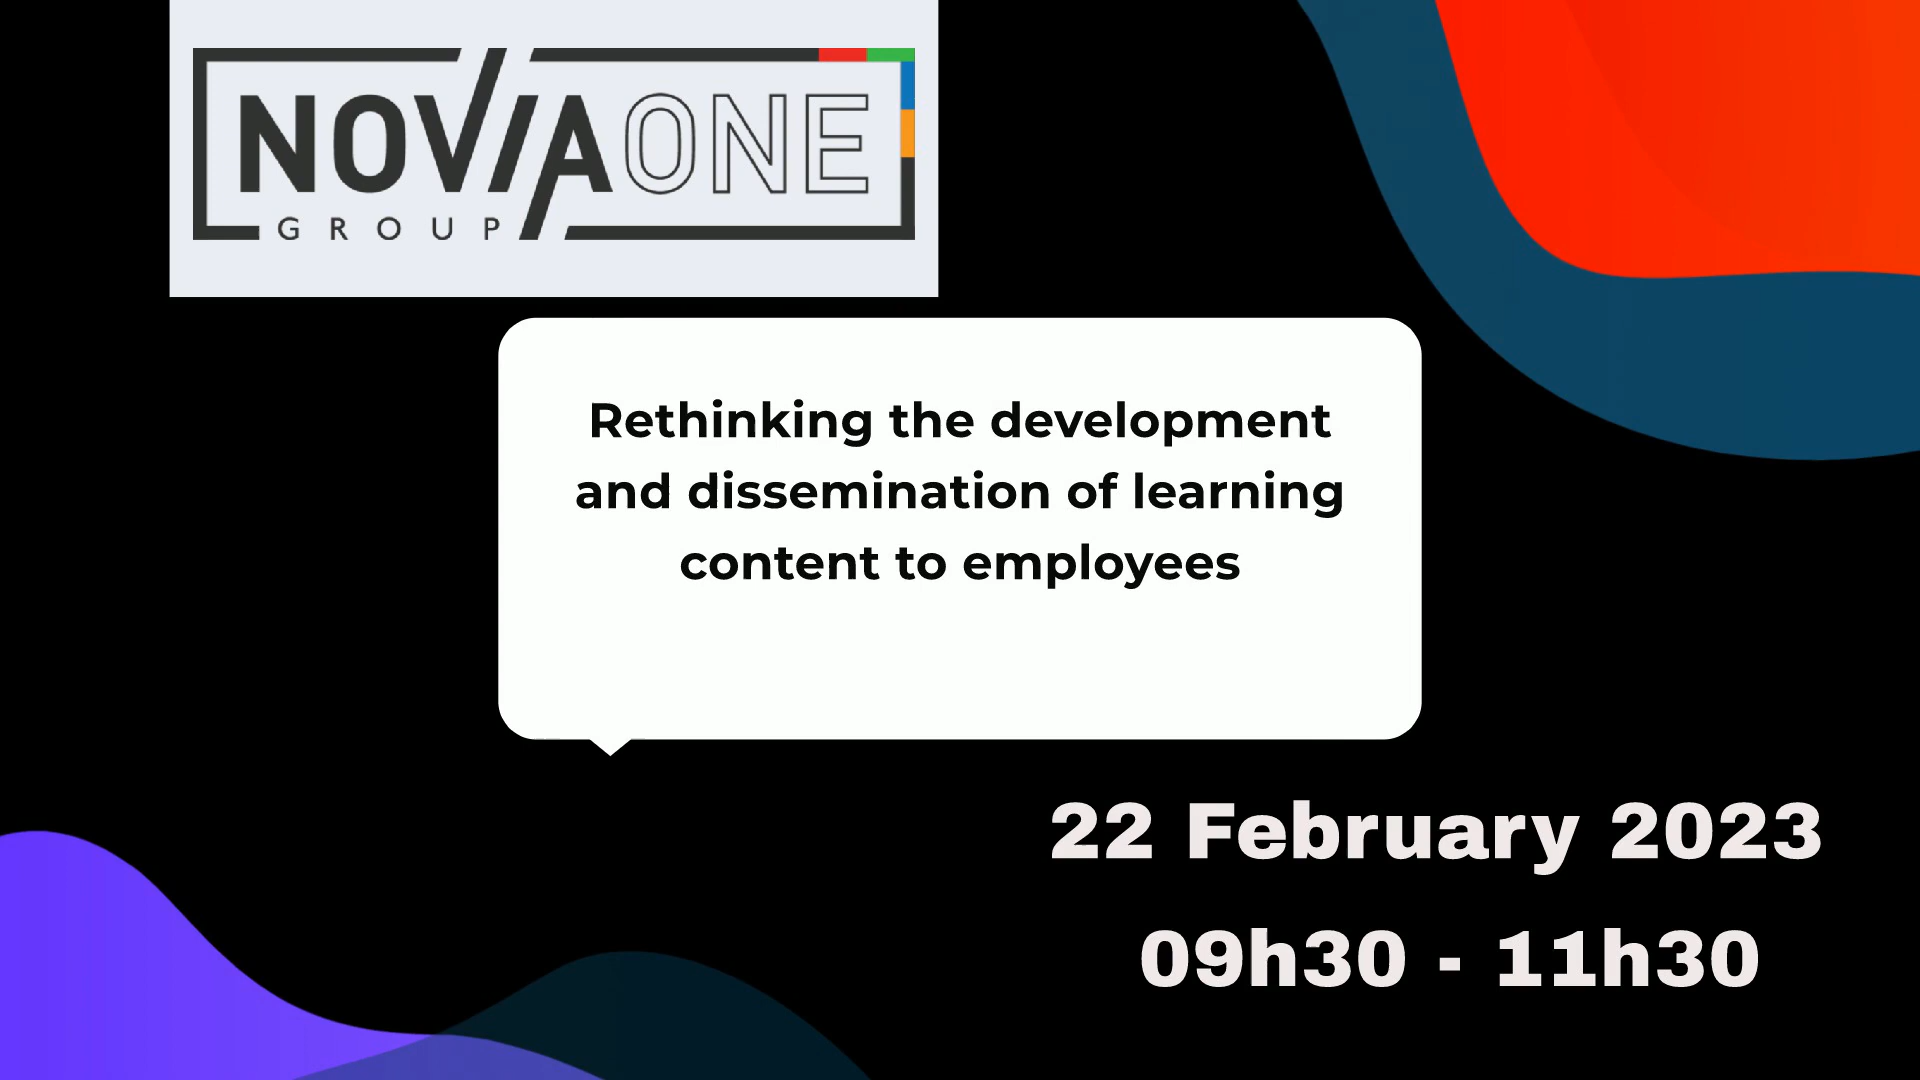 NOVIAONE
GROUP
Rethinking the development
and dissemination of learning
content to employees
22 February 2023
09h30 - 11h30